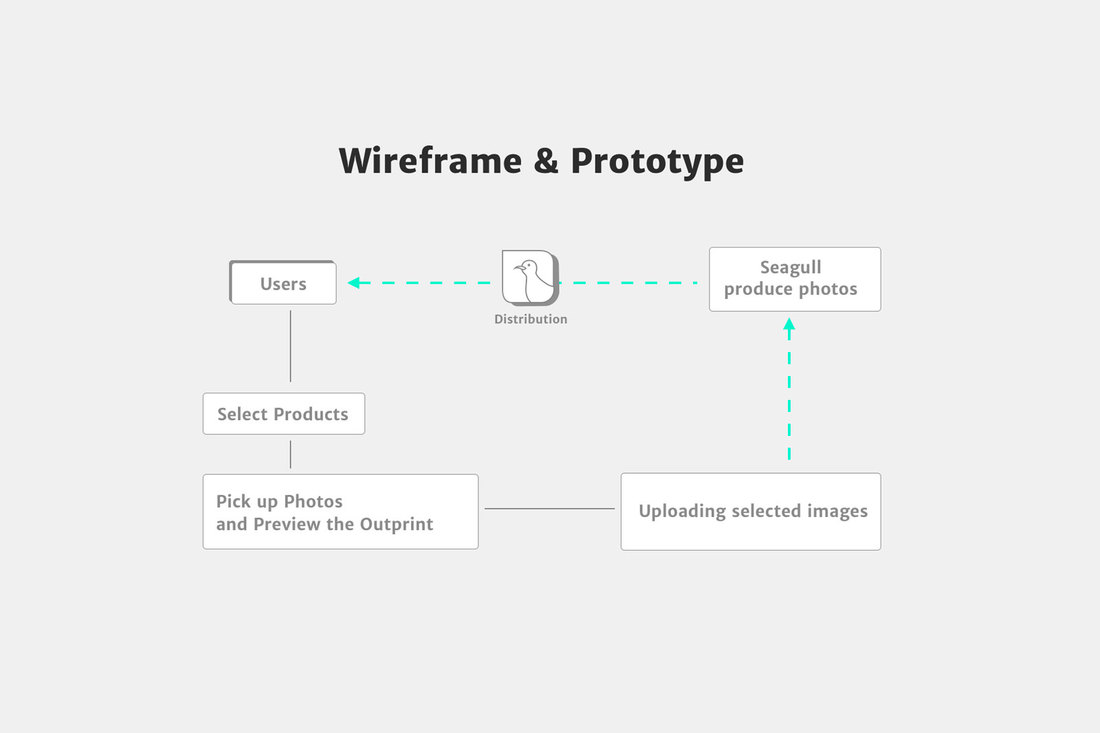 Wireframe & Prototype
Users
Distribution
Seagull
produce photos
Select Products
Pick up Photos
and Preview the Outprint
Uploading selected images